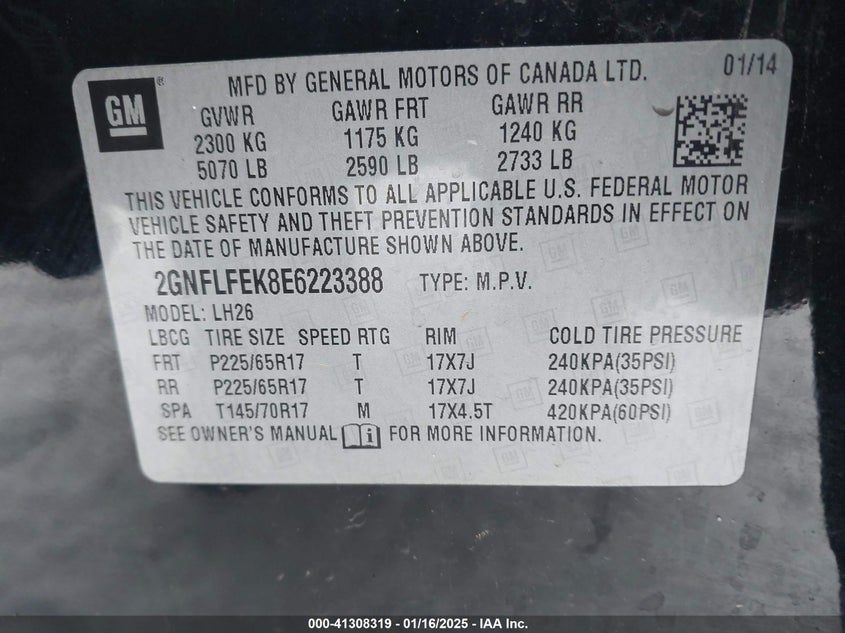 GM ® MFD BY GENERAL MOTORS OF CANADA LTD. 01/14
GVWR GAWR FRT GAWR RR
2300 KG 1175 KG 1240 KG
5070 LB 2590 LB 2733 LB
THIS VEHICLE CONFORMS TO ALL APPLICABLE U.S. FEDERAL MOTOR
VEHICLE SAFETY AND THEFT PREVENTION STANDARDS IN EFFECT ON
THE DATE OF MANUFACTURE SHOWN ABOVE.
2GNFLFEK8E6223388 TYPE: M.P.V.
MODEL: LH26
LBCG TIRE SIZE SPEED RTG RIM COLD TIRE PRESSURE
FRT P225/65R17 T 17X7J 240KPA(35PSI)
RR P225/65R17 T 17X7J 240KPA(35PSI)
SPA T145/70R17 M 17X4.5T 420KPA(60PSI)
SEE OWNER'S MANUAL i FOR MORE INFORMATION.
000-41308319 - 01/16/2025 - IAA Inc.